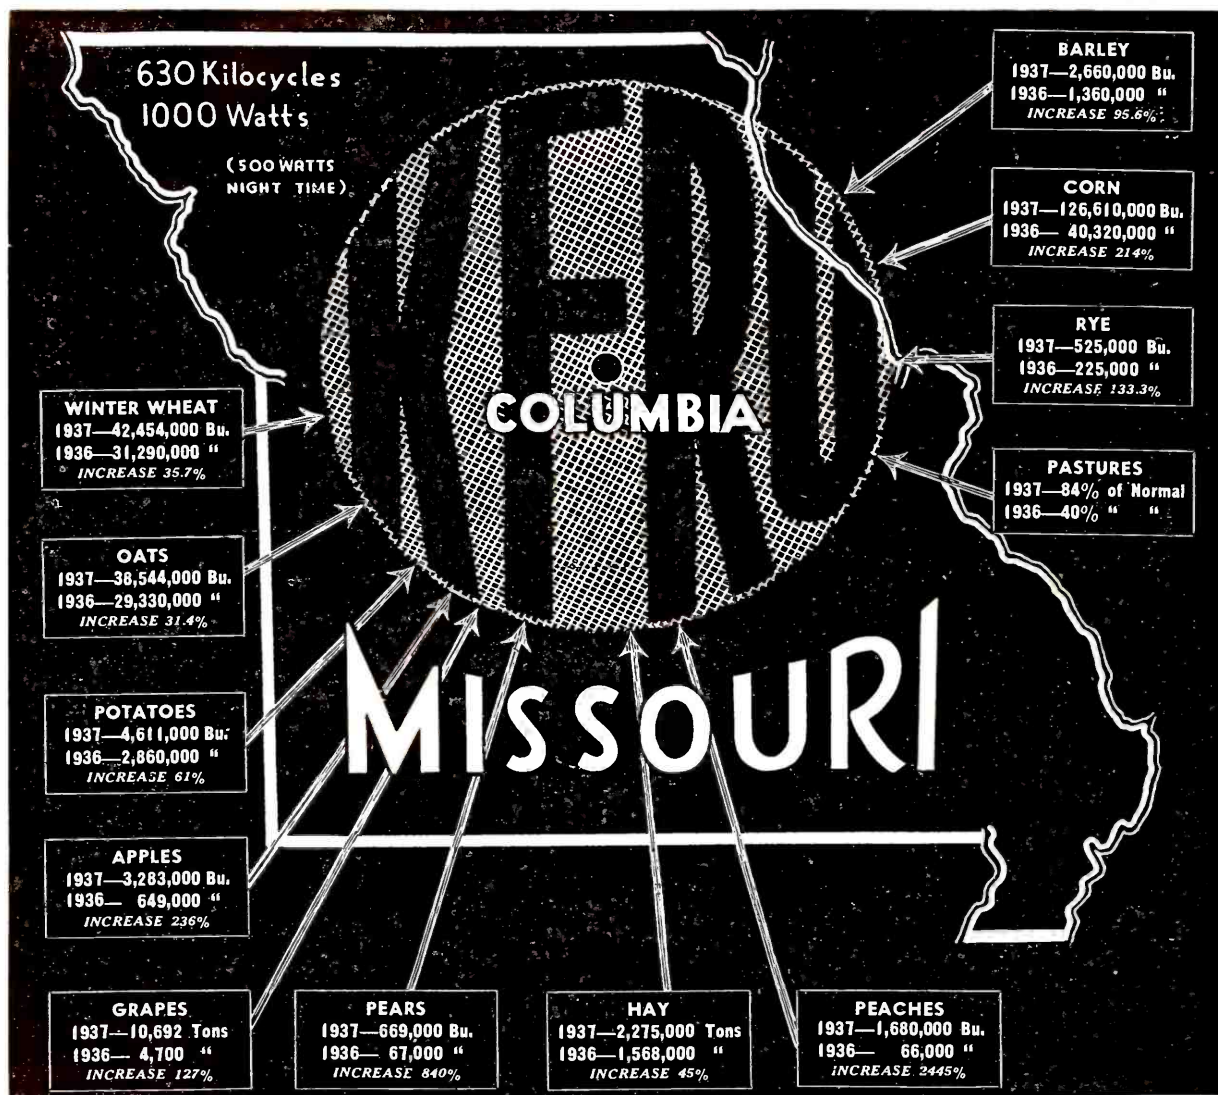 630 Kilocycles
1000 Watts
(500 WATTS
NIGHT TIME)
KFRU
COLUMBIA
MISSOURI
BARLEY
1937—2,660,000 Bu.
1936—1,360,000 "
INCREASE 95.6%
CORN
1937—126,610,000 Bu.
1936— 40,320,000 "
INCREASE 214%
RYE
1937—525,000 Bu.
1936—225,000 "
INCREASE 133.3%
PASTURES
1937—84% of Normal
1936—40% " "
WINTER WHEAT
1937—42,454,000 Bu.
1936—31,290,000 "
INCREASE 35.7%
OATS
1937—38,544,000 Bu.
1936—29,330,000 "
INCREASE 31.4%
POTATOES
1937—4,611,000 Bu.
1936—2,860,000 "
INCREASE 61%
APPLES
1937—3,283,000 Bu.
1936— 649,000 "
INCREASE 236%
GRAPES
1937—10,692 Tons
1936— 4,700 "
INCREASE 127%
PEARS
1937—669,000 Bu.
1936— 67,000 "
INCREASE 840%
HAY
1937—2,275,000 Tons
1936—1,568,000 "
INCREASE 45%
PEACHES
1937—1,680,000 Bu.
1936— 66,000 "
INCREASE 2445%